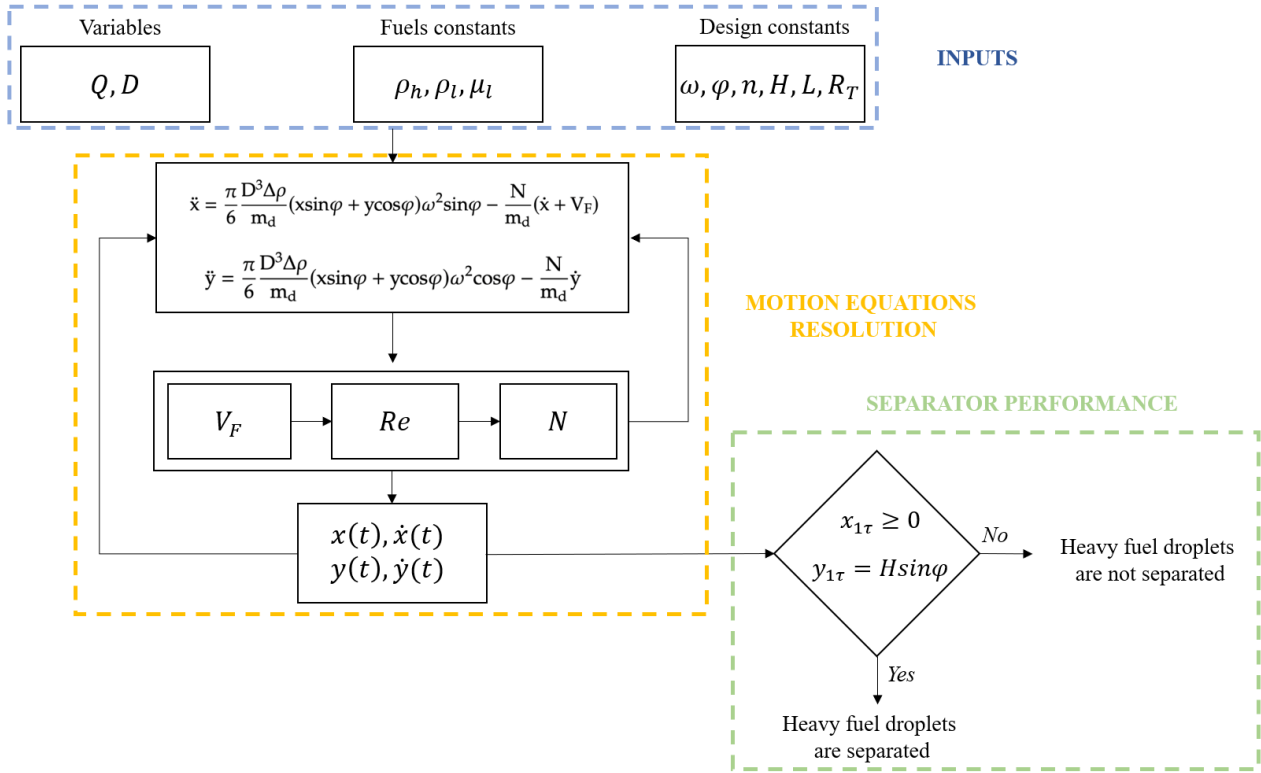 Variables
Fuels constants
Design constants
Q, D
ρ_h, ρ_l, μ_l
ω, φ, n, H, L, R_T
INPUTS
ẍ = π/6 D³Δρ/m_d (xsinφ + ycosφ)ω²sinφ − N/m_d (ẋ + V_F)
ÿ = π/6 D³Δρ/m_d (xsinφ + ycosφ)ω²cosφ − N/m_d ẏ
MOTION EQUATIONS
RESOLUTION
V_F
Re
N
x(t), ẋ(t)
y(t), ẏ(t)
SEPARATOR PERFORMANCE
x_1τ ≥ 0
y_1τ = Hsinφ
No
Heavy fuel droplets
are not separated
Yes
Heavy fuel droplets
are separated